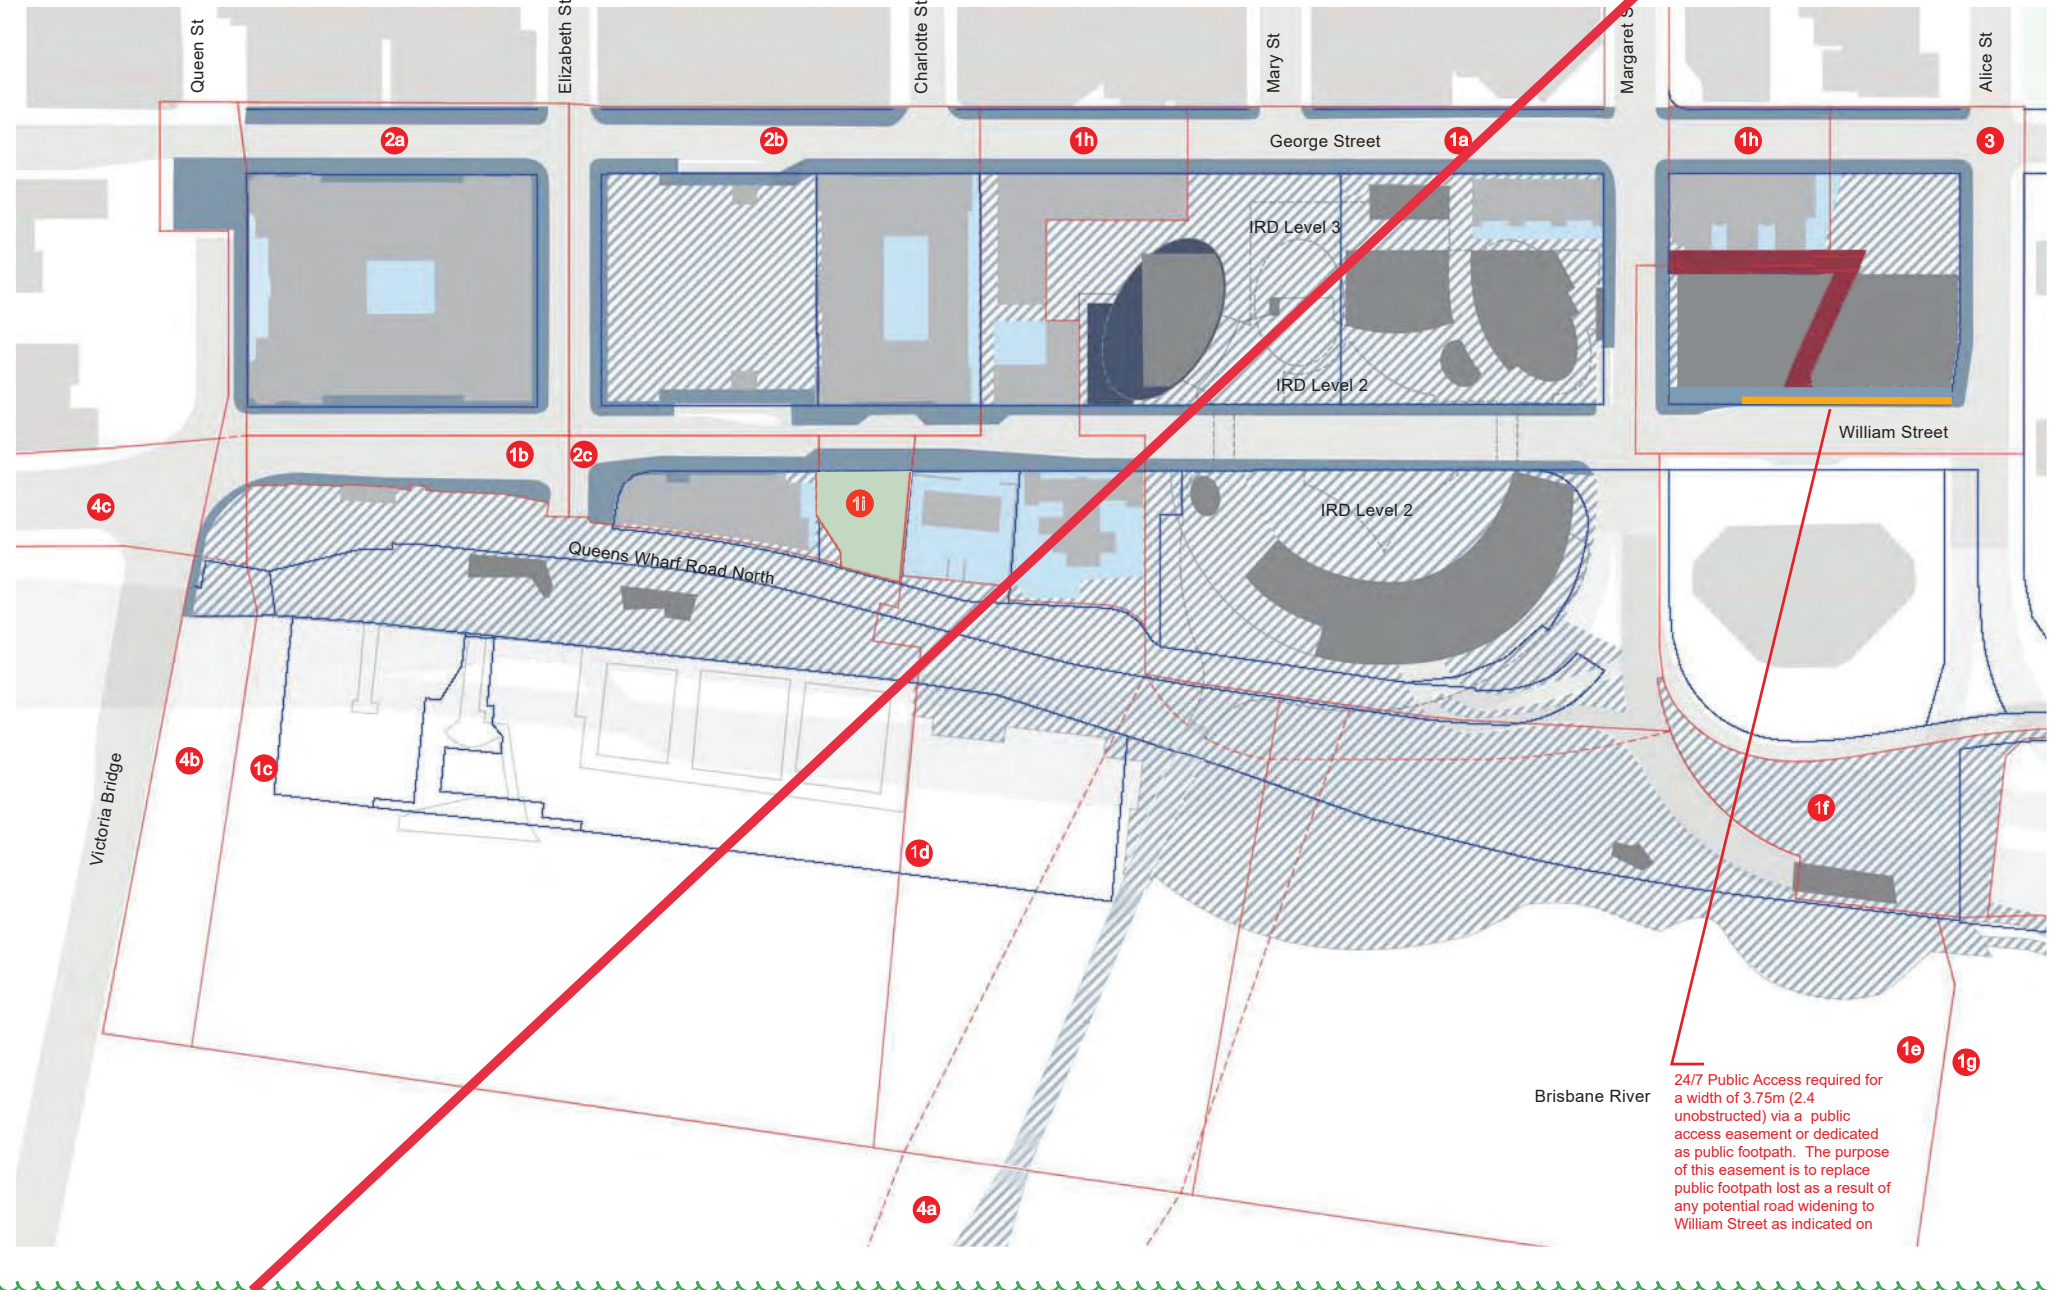 Queen St
Elizabeth St
Charlotte St
Mary St
Margaret S
Alice St
2a
2b
1h
George Street
1a
1h
3
IRD Level 3
IRD Level 2
William Street
1b
2c
4c
1i
IRD Level 2
Queens Wharf Road North
4b
1c
Victoria Bridge
1d
1f
1e
1g
Brisbane River
24/7 Public Access required for
a width of 3.75m (2.4
unobstructed) via a public
access easement or dedicated
as public footpath. The purpose
of this easement is to replace
public footpath lost as a result of
any potential road widening to
William Street as indicated on
4a